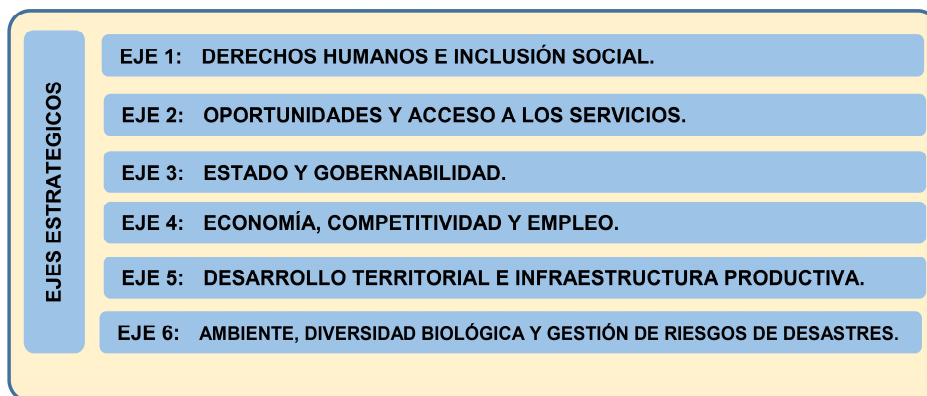 EJES ESTRATEGICOS
EJE 1: DERECHOS HUMANOS E INCLUSIÓN SOCIAL.
EJE 2: OPORTUNIDADES Y ACCESO A LOS SERVICIOS.
EJE 3: ESTADO Y GOBERNABILIDAD.
EJE 4: ECONOMÍA, COMPETITIVIDAD Y EMPLEO.
EJE 5: DESARROLLO TERRITORIAL E INFRAESTRUCTURA PRODUCTIVA.
EJE 6: AMBIENTE, DIVERSIDAD BIOLÓGICA Y GESTIÓN DE RIESGOS DE DESASTRES.